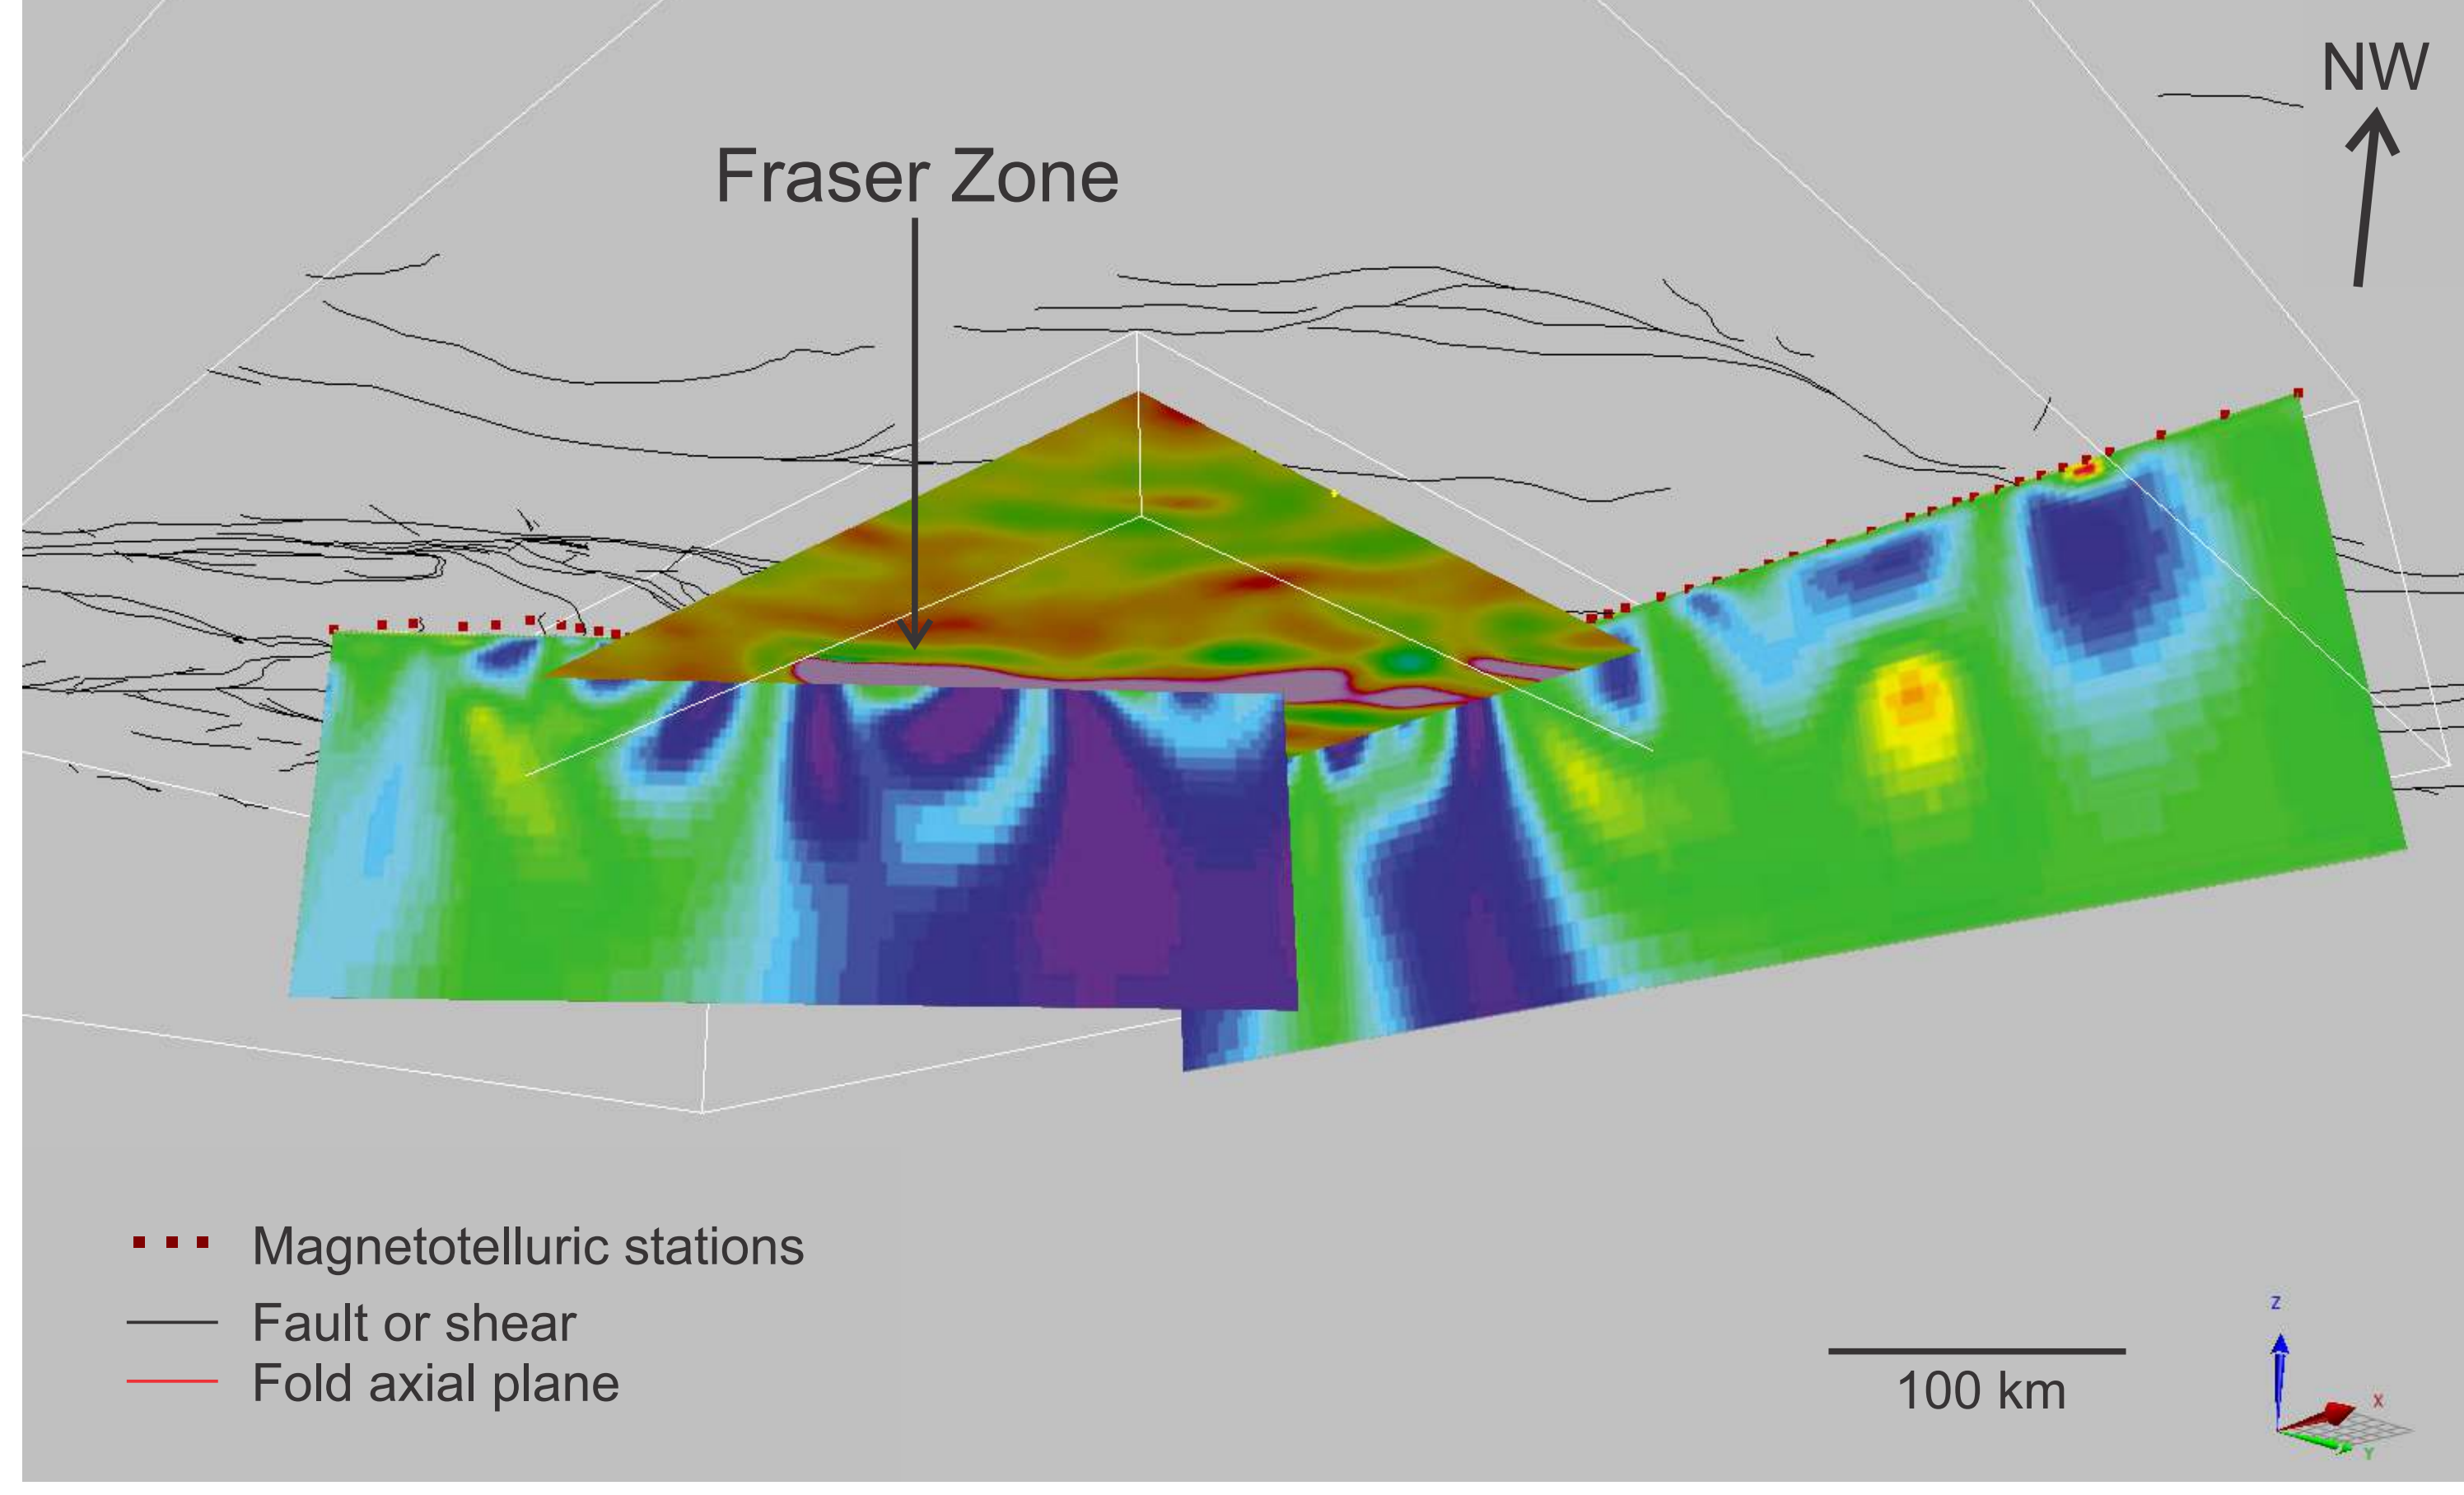 NW
Fraser Zone
Magnetotelluric stations
Fault or shear
Fold axial plane
100 km
Z
X
Y